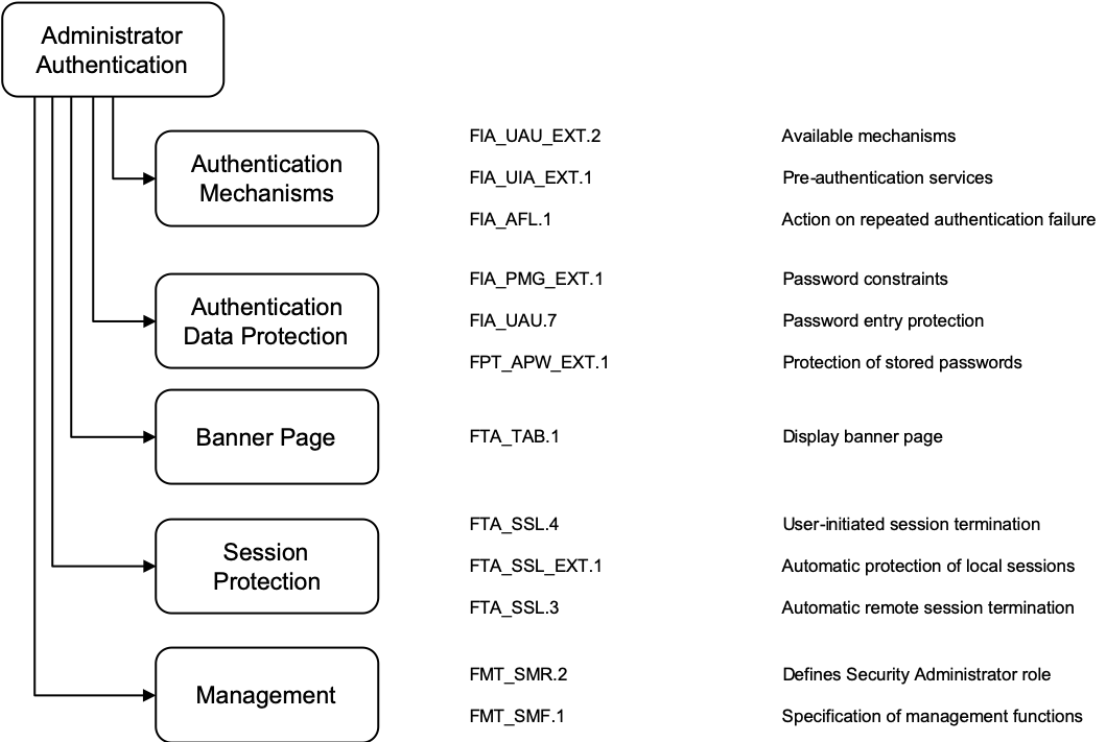 Administrator
Authentication
Authentication
Mechanisms
FIA_UAU_EXT.2 Available mechanisms
FIA_UIA_EXT.1 Pre-authentication services
FIA_AFL.1 Action on repeated authentication failure
Authentication
Data Protection
FIA_PMG_EXT.1 Password constraints
FIA_UAU.7 Password entry protection
FPT_APW_EXT.1 Protection of stored passwords
Banner Page
FTA_TAB.1 Display banner page
Session
Protection
FTA_SSL.4 User-initiated session termination
FTA_SSL_EXT.1 Automatic protection of local sessions
FTA_SSL.3 Automatic remote session termination
Management
FMT_SMR.2 Defines Security Administrator role
FMT_SMF.1 Specification of management functions